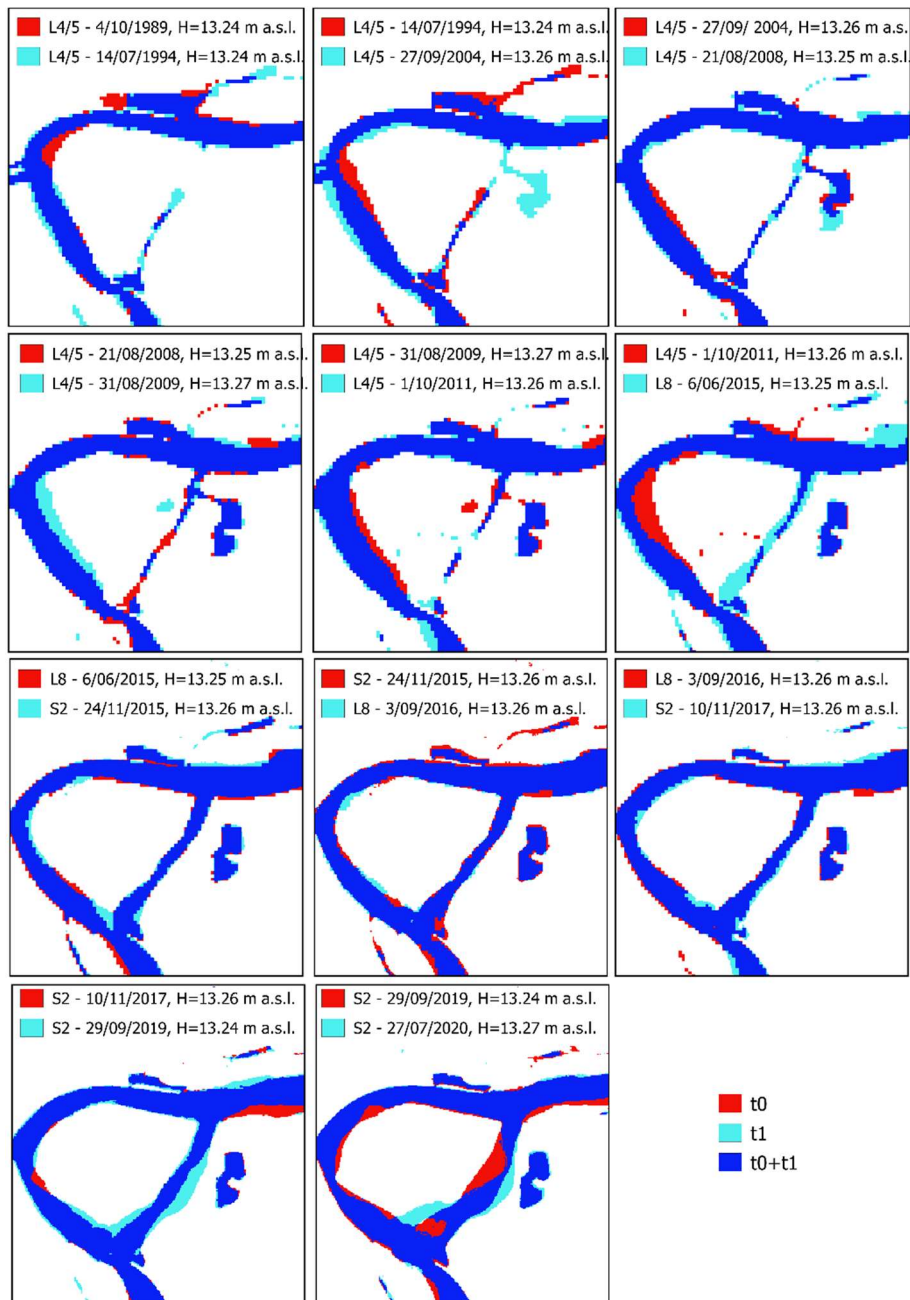 L4/5 - 4/10/1989, H=13.24 m a.s.l.
L4/5 - 14/07/1994, H=13.24 m a.s.l.
L4/5 - 14/07/1994, H=13.24 m a.s.l.
L4/5 - 27/09/2004, H=13.26 m a.s.l.
L4/5 - 27/09/ 2004, H=13.26 m a.s.l.
L4/5 - 21/08/2008, H=13.25 m a.s.l.
L4/5 - 21/08/2008, H=13.25 m a.s.l.
L4/5 - 31/08/2009, H=13.27 m a.s.l.
L4/5 - 31/08/2009, H=13.27 m a.s.l.
L4/5 - 1/10/2011, H=13.26 m a.s.l.
L4/5 - 1/10/2011, H=13.26 m a.s.l.
L8 - 6/06/2015, H=13.25 m a.s.l.
L8 - 6/06/2015, H=13.25 m a.s.l.
S2 - 24/11/2015, H=13.26 m a.s.l.
S2 - 24/11/2015, H=13.26 m a.s.l.
L8 - 3/09/2016, H=13.26 m a.s.l.
L8 - 3/09/2016, H=13.26 m a.s.l.
S2 - 10/11/2017, H=13.26 m a.s.l.
S2 - 10/11/2017, H=13.26 m a.s.l.
S2 - 29/09/2019, H=13.24 m a.s.l.
S2 - 29/09/2019, H=13.24 m a.s.l.
S2 - 27/07/2020, H=13.27 m a.s.l.
t0
t1
t0+t1